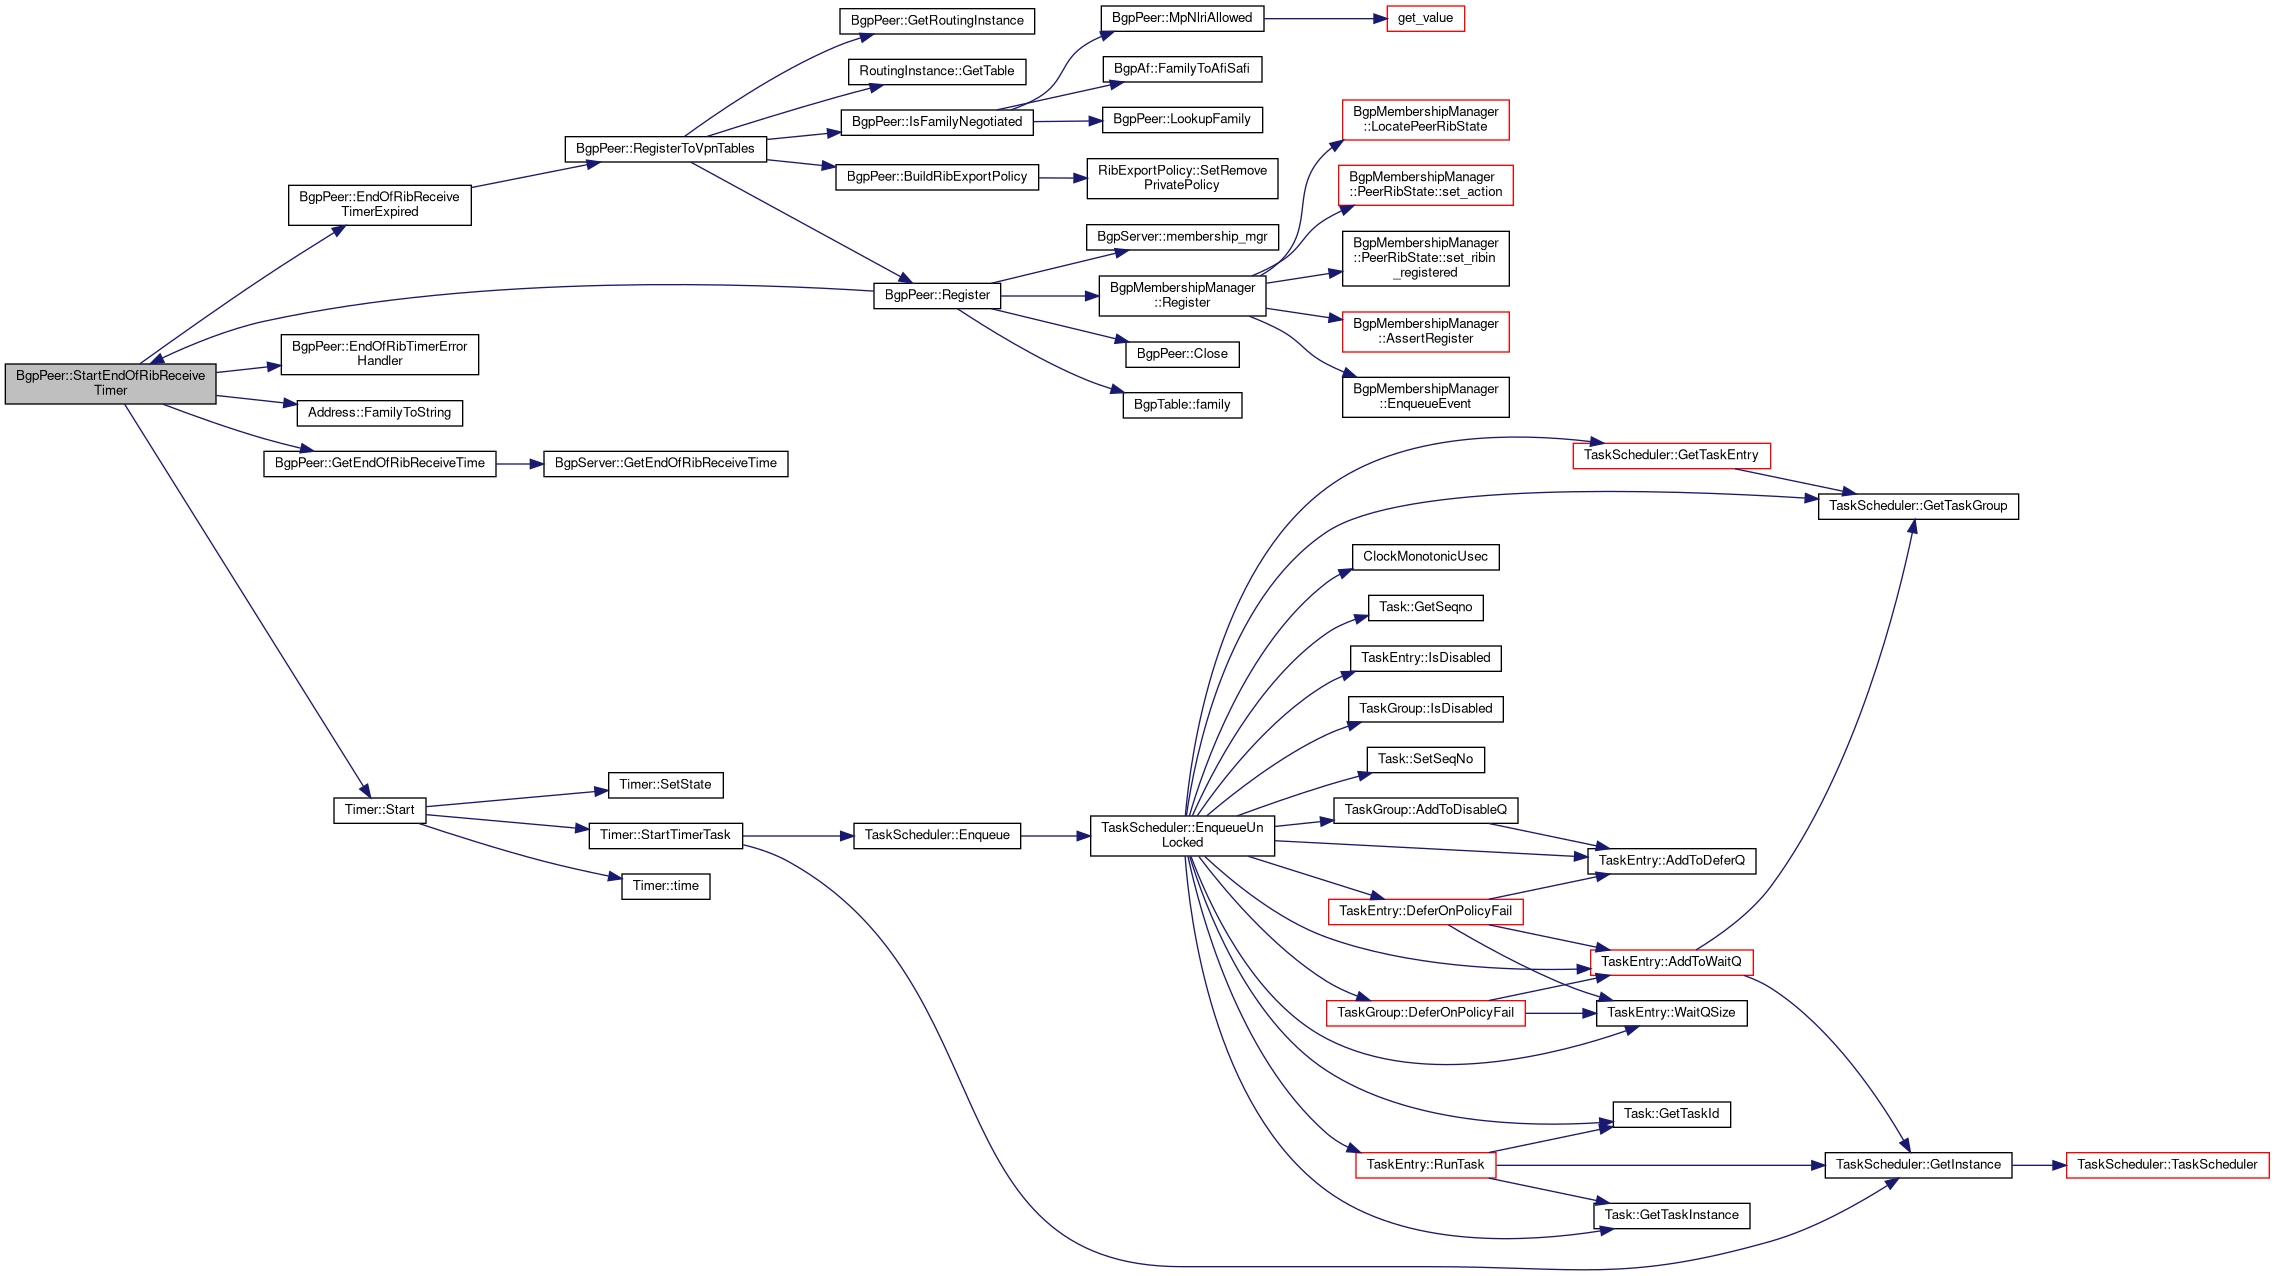 BgpPeer::StartEndOfRibReceive
Timer
BgpPeer::EndOfRibReceive
TimerExpired
BgpPeer::EndOfRibTimerError
Handler
Address::FamilyToString
BgpPeer::GetEndOfRibReceiveTime
BgpServer::GetEndOfRibReceiveTime
Timer::Start
BgpPeer::RegisterToVpnTables
BgpPeer::GetRoutingInstance
RoutingInstance::GetTable
BgpPeer::IsFamilyNegotiated
BgpPeer::BuildRibExportPolicy
BgpPeer::Register
BgpPeer::MpNlriAllowed
get_value
BgpAf::FamilyToAfiSafi
BgpPeer::LookupFamily
RibExportPolicy::SetRemove
PrivatePolicy
BgpServer::membership_mgr
BgpMembershipManager
::Register
BgpPeer::Close
BgpTable::family
BgpMembershipManager
::LocatePeerRibState
BgpMembershipManager
::PeerRibState::set_action
BgpMembershipManager
::PeerRibState::set_ribin
_registered
BgpMembershipManager
::AssertRegister
BgpMembershipManager
::EnqueueEvent
Timer::SetState
Timer::StartTimerTask
Timer::time
TaskScheduler::Enqueue
TaskScheduler::EnqueueUn
Locked
TaskScheduler::GetTaskEntry
TaskScheduler::GetTaskGroup
ClockMonotonicUsec
Task::GetSeqno
TaskEntry::IsDisabled
TaskGroup::IsDisabled
Task::SetSeqNo
TaskGroup::AddToDisableQ
TaskEntry::AddToDeferQ
TaskEntry::DeferOnPolicyFail
TaskEntry::AddToWaitQ
TaskGroup::DeferOnPolicyFail
TaskEntry::WaitQSize
Task::GetTaskId
TaskEntry::RunTask
TaskScheduler::GetInstance
TaskScheduler::TaskScheduler
Task::GetTaskInstance